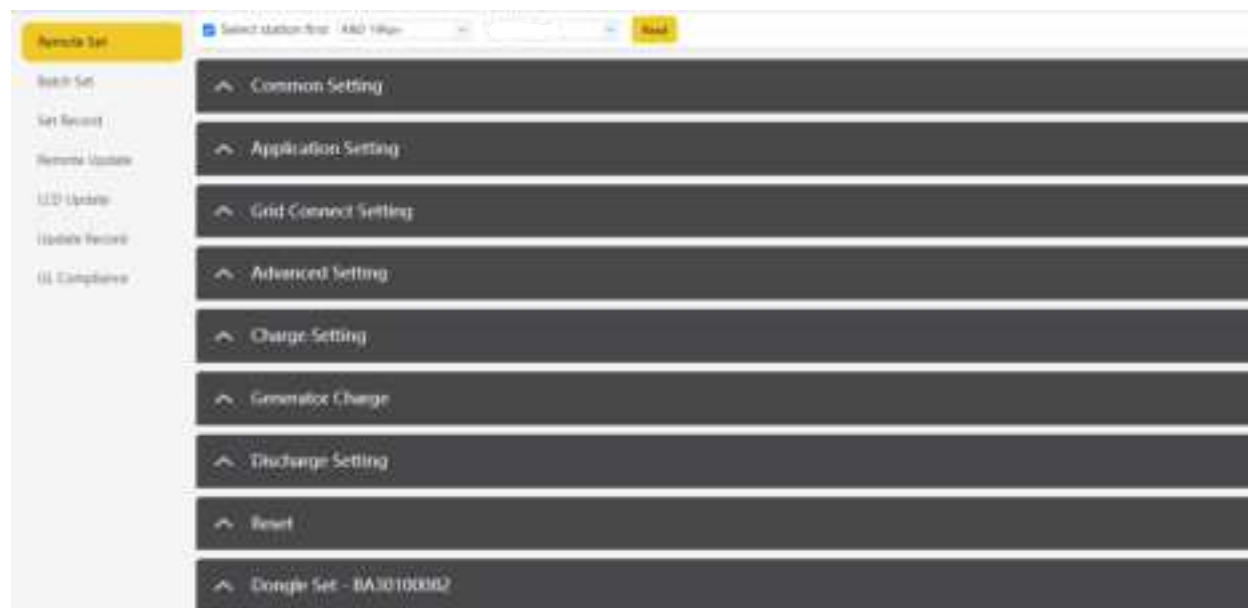 Remote Set
Select station first
Read
Batch Set
Set Record
Remote Update
LCD Update
Update Record
UL Compliance
Common Setting
Application Setting
Grid Connect Setting
Advanced Setting
Charge Setting
Generator Charge
Discharge Setting
Reset
Dongle Set - BA30100082